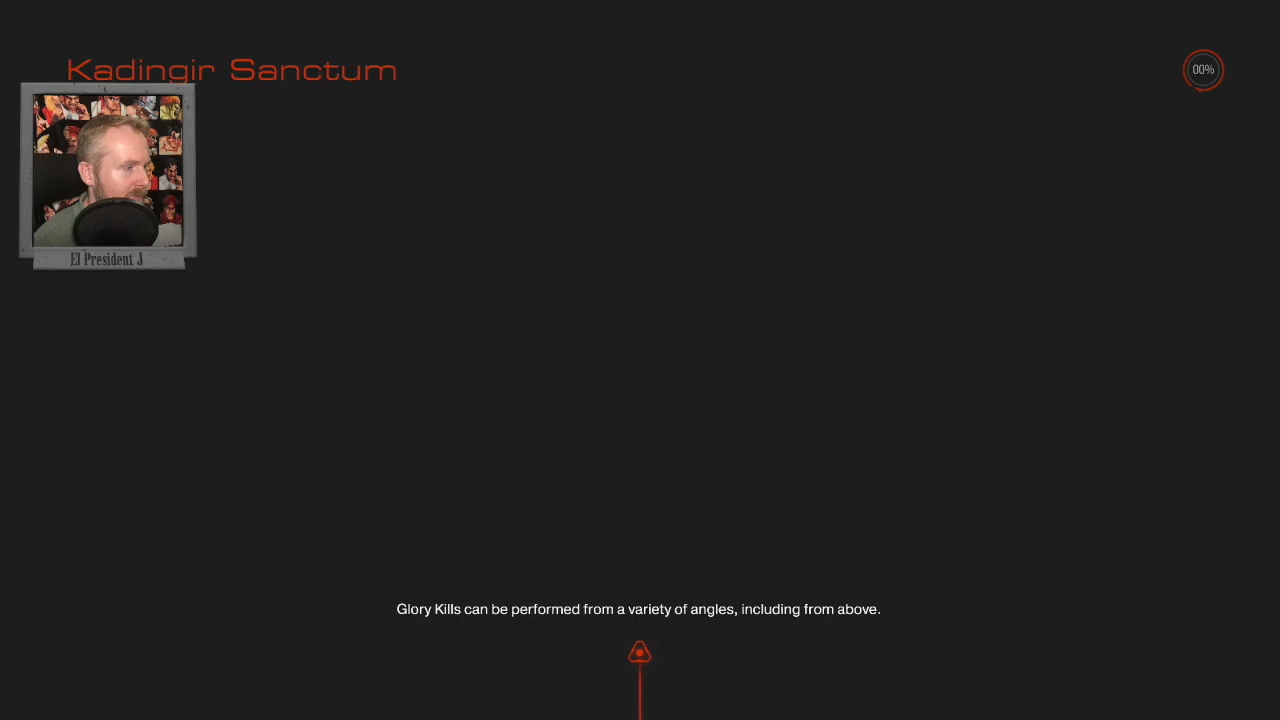 Kadingir Sanctum
00%
El President J
Glory Kills can be performed from a variety of angles, including from above.